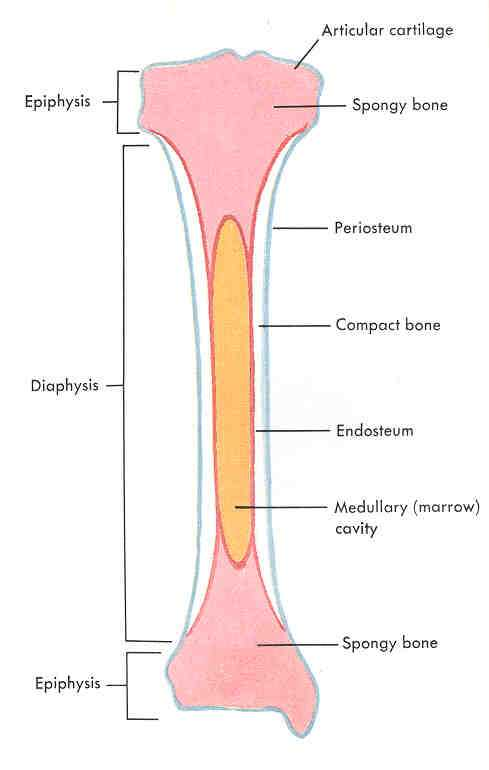 Articular cartilage
Epiphysis
Spongy bone
Periosteum
Compact bone
Diaphysis
Endosteum
Medullary (marrow)
cavity
Spongy bone
Epiphysis